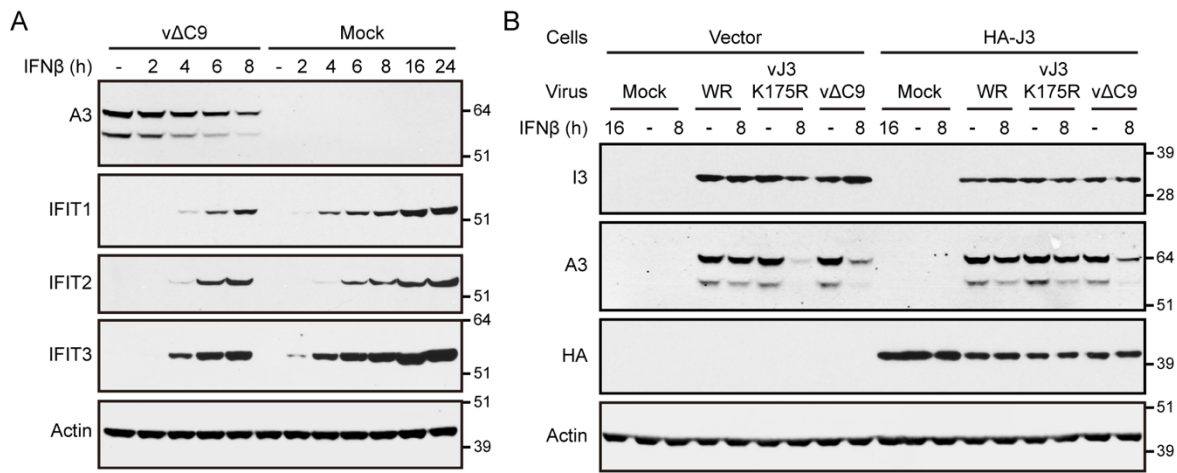 A
vΔC9 Mock
IFNβ (h) - 2 4 6 8 - 2 4 6 8 16 24
A3 64
51
IFIT1 51
IFIT2 51
64
IFIT3 51
51
Actin 39
B
Cells Vector HA-J3
Virus Mock WR vJ3 K175R vΔC9 Mock WR vJ3 K175R vΔC9
IFNβ (h) 16 - 8 - 8 - 8 - 8 16 - 8 - 8 - 8 - 8
39
I3 28
A3 64
51
HA 39
51
Actin 39